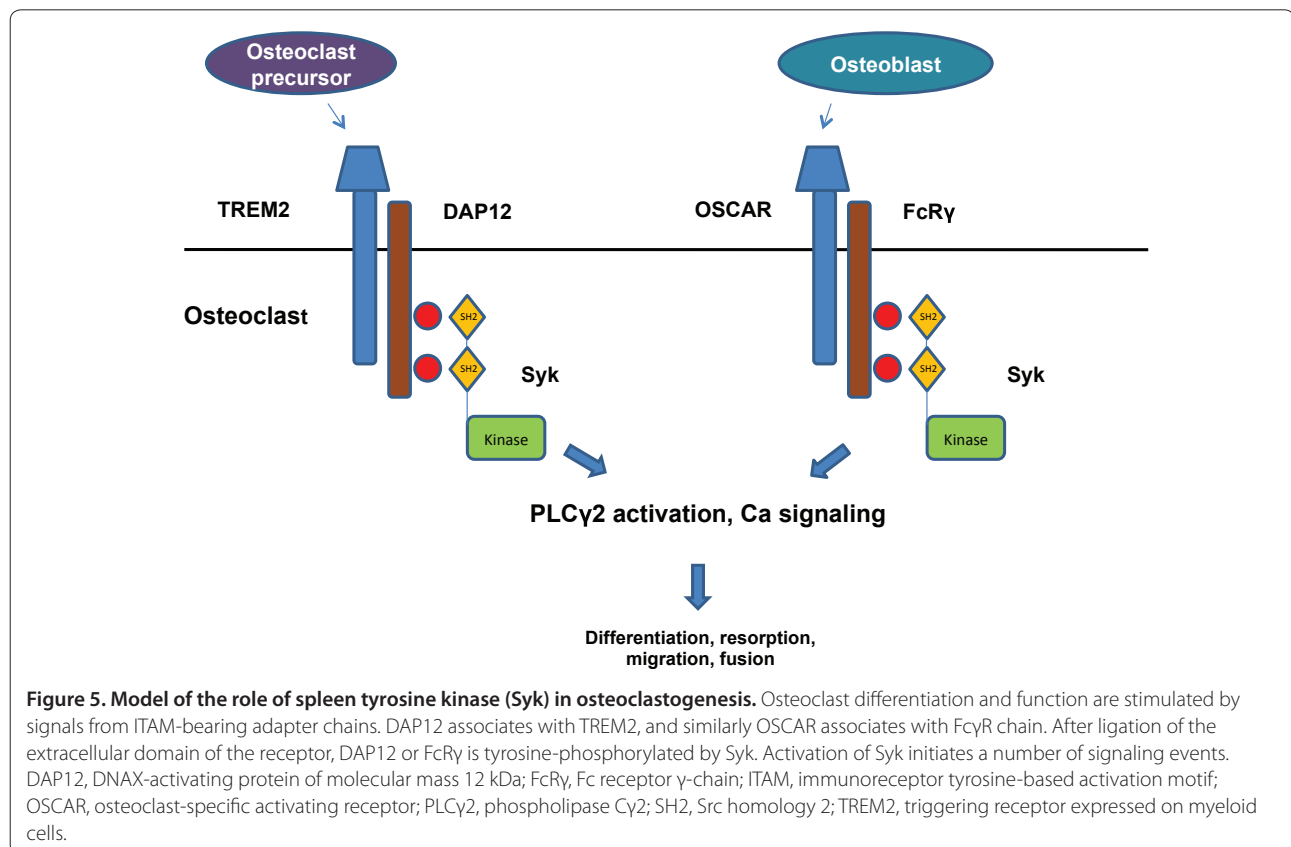 Osteoclast
precursor
Osteoblast
TREM2
DAP12
OSCAR
FcRγ
Osteoclast
SH2
SH2
SH2
SH2
Syk
Syk
Kinase
Kinase
PLCγ2 activation, Ca signaling
Differentiation, resorption,
migration, fusion
Figure 5. Model of the role of spleen tyrosine kinase (Syk) in osteoclastogenesis. Osteoclast differentiation and function are stimulated by
signals from ITAM-bearing adapter chains. DAP12 associates with TREM2, and similarly OSCAR associates with FcγR chain. After ligation of the
extracellular domain of the receptor, DAP12 or FcRγ is tyrosine-phosphorylated by Syk. Activation of Syk initiates a number of signaling events.
DAP12, DNAX-activating protein of molecular mass 12 kDa; FcRγ, Fc receptor γ-chain; ITAM, immunoreceptor tyrosine-based activation motif;
OSCAR, osteoclast-specific activating receptor; PLCγ2, phospholipase Cγ2; SH2, Src homology 2; TREM2, triggering receptor expressed on myeloid
cells.